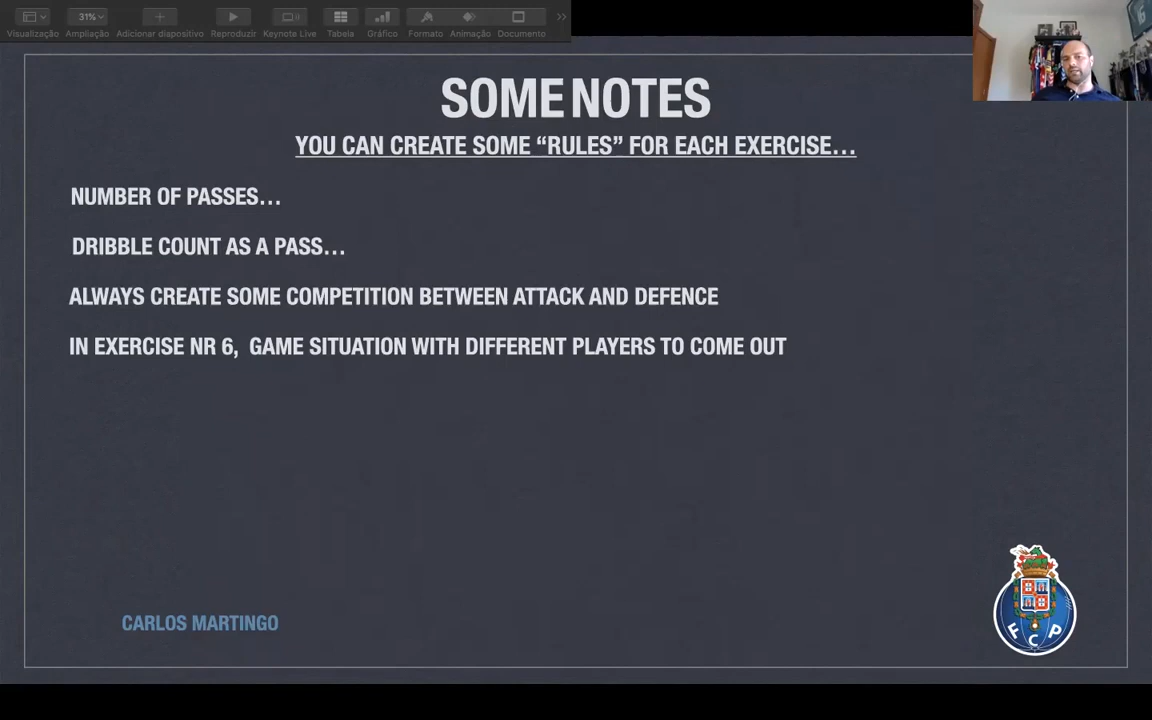 31%
Visualização Ampliação Adicionar diapositivo Reproduzir Keynote Live Tabela Gráfico Formato Animação Documento
SOME NOTES
YOU CAN CREATE SOME “RULES” FOR EACH EXERCISE...
NUMBER OF PASSES...
DRIBBLE COUNT AS A PASS...
ALWAYS CREATE SOME COMPETITION BETWEEN ATTACK AND DEFENCE
IN EXERCISE NR 6, GAME SITUATION WITH DIFFERENT PLAYERS TO COME OUT
CARLOS MARTINGO
FCP